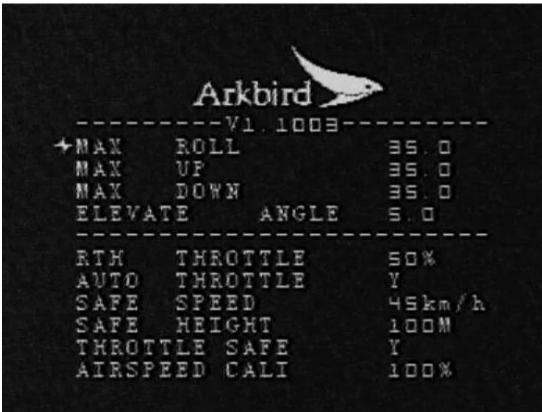 Arkbird
V1.1003
MAX ROLL 35.0
MAX UP 35.0
MAX DOWN 35.0
ELEVATE ANGLE 5.0
RTH THROTTLE 50%
AUTO THROTTLE Y
SAFE SPEED 45km/h
SAFE HEIGHT 100M
THROTTLE SAFE Y
AIRSPEED CALI 100%